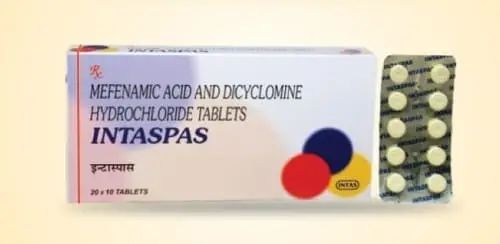 Rx
MEFENAMIC ACID AND DICYCLOMINE
HYDROCHLORIDE TABLETS
INTASPAS
इन्टास्पास
20 x 10 TABLETS
INTAS